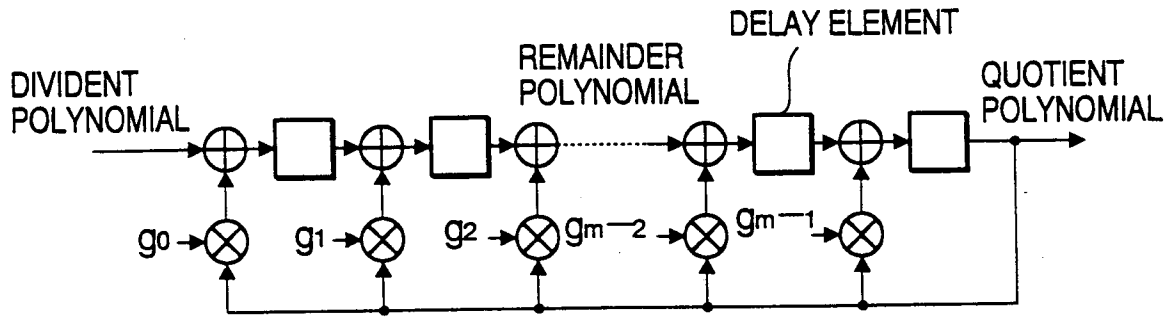 DELAY ELEMENT
REMAINDER
POLYNOMIAL
DIVIDENT
POLYNOMIAL
QUOTIENT
POLYNOMIAL
g0
g1
g2
gm-2
gm-1